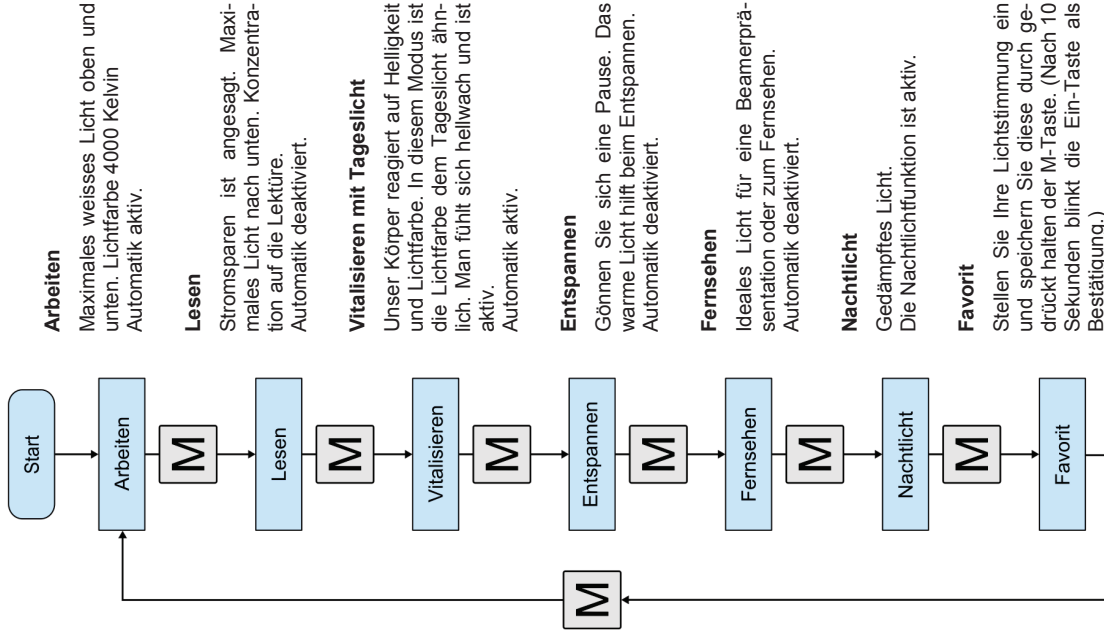 Start
Arbeiten
M
Lesen
M
Vitalisieren
M
Entspannen
M
Fernsehen
M
Nachtlicht
M
Favorit
M
Arbeiten
Maximales weisses Licht oben und
unten. Lichtfarbe 4000 Kelvin
Automatik aktiv.
Lesen
Stromsparen ist angesagt. Maxi-
males Licht nach unten. Konzentra-
tion auf die Lektüre.
Automatik deaktiviert.
Vitalisieren mit Tageslicht
Unser Körper reagiert auf Helligkeit
und Lichtfarbe. In diesem Modus ist
die Lichtfarbe dem Tageslicht ähn-
lich. Man fühlt sich hellwach und ist
aktiv.
Automatik aktiv.
Entspannen
Gönnen Sie sich eine Pause. Das
warme Licht hilft beim Entspannen.
Automatik deaktiviert.
Fernsehen
Ideales Licht für eine Beamerprä-
sentation oder zum Fernsehen.
Automatik deaktiviert.
Nachtlicht
Gedämpftes Licht.
Die Nachtlichtfunktion ist aktiv.
Favorit
Stellen Sie Ihre Lichtstimmung ein
und speichern Sie diese durch ge-
drückt halten der M-Taste. (Nach 10
Sekunden blinkt die Ein-Taste als
Bestätigung.)